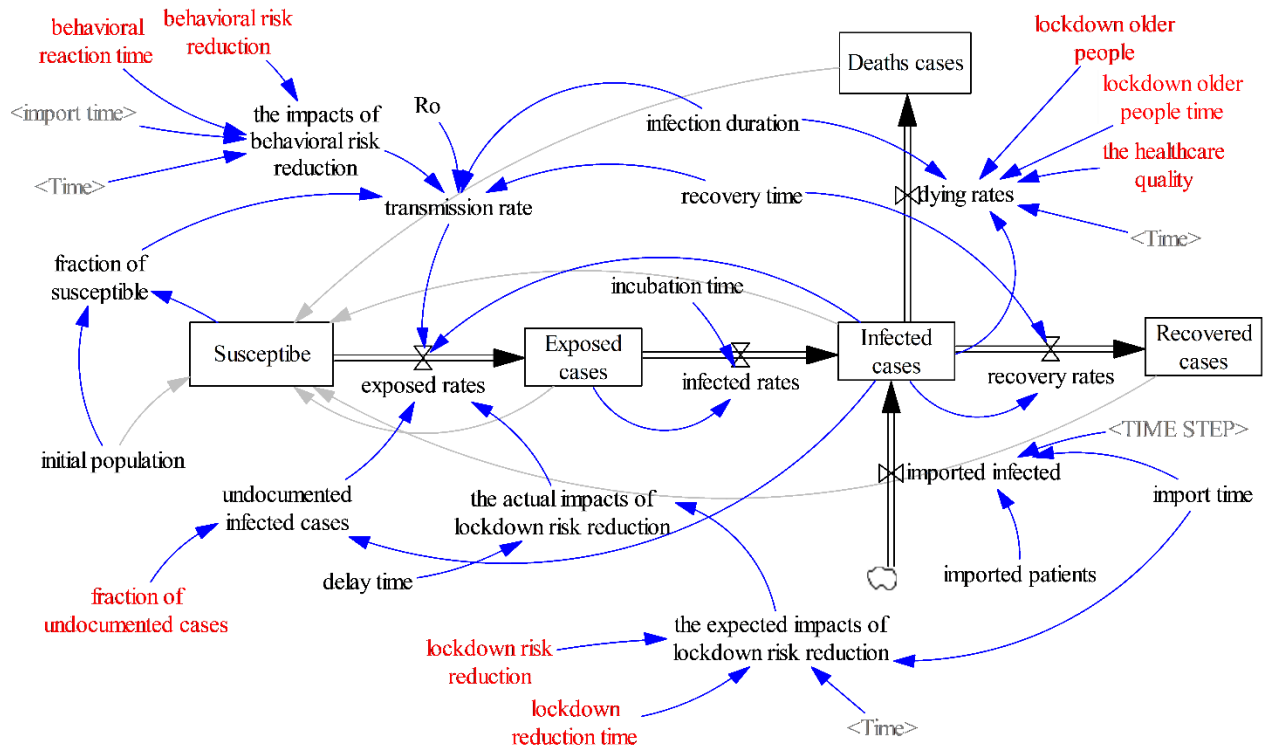 behavioral
reaction time
behavioral risk
reduction
Deaths cases
lockdown older
people
<import time>
the impacts of
behavioral risk
reduction
Ro
infection duration
lockdown older
people time
<Time>
the healthcare
quality
transmission rate
recovery time
dying rates
<Time>
fraction of
susceptible
incubation time
Susceptibe
exposed rates
Exposed
cases
infected rates
Infected
cases
recovery rates
Recovered
cases
initial population
<TIME STEP>
undocumented
infected cases
the actual impacts of
lockdown risk reduction
imported infected
import time
delay time
imported patients
fraction of
undocumented cases
the expected impacts of
lockdown risk reduction
lockdown risk
reduction
lockdown
reduction time
<Time>